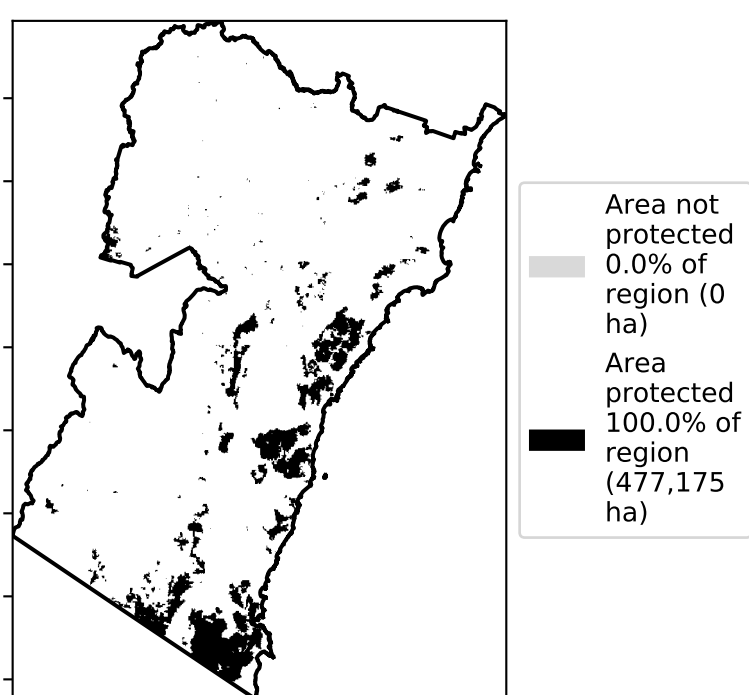 Area not
protected
0.0% of
region (0
ha)
Area
protected
100.0% of
region
(477,175
ha)